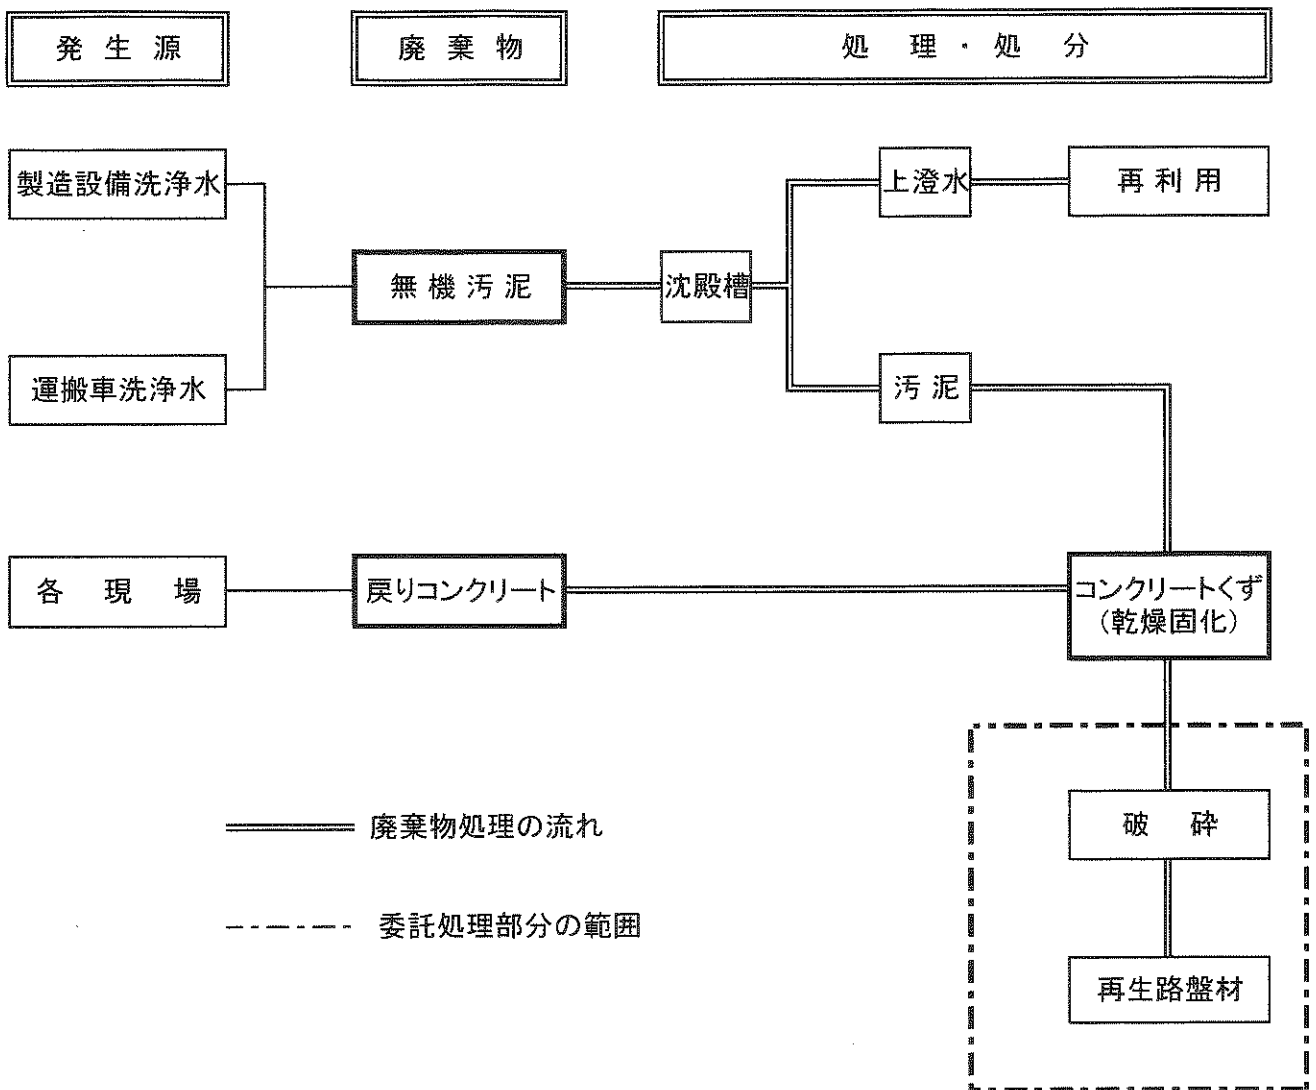 発生源
廃棄物
処理・処分
製造設備洗浄水
上澄水
再利用
無機汚泥
沈殿槽
運搬車洗浄水
汚泥
各現場
戻りコンクリート
コンクリートくず
(乾燥固化)
破砕
廃棄物処理の流れ
委託処理部分の範囲
再生路盤材